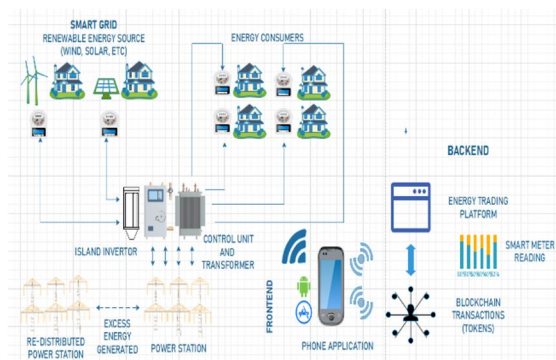 SMART GRID
RENEWABLE ENERGY SOURCE
(WIND, SOLAR, ETC)
ENERGY CONSUMERS
BACKEND
ENERGY TRADING
PLATFORM
SMART METER
READING
BLOCKCHAIN
TRANSACTIONS
(TOKENS)
ISLAND INVERTOR
CONTROL UNIT
AND
TRANSFORMER
FRONTEND
PHONE APPLICATION
RE-DISTRIBUTED
POWER STATION
EXCESS
ENERGY
GENERATED
POWER STATION